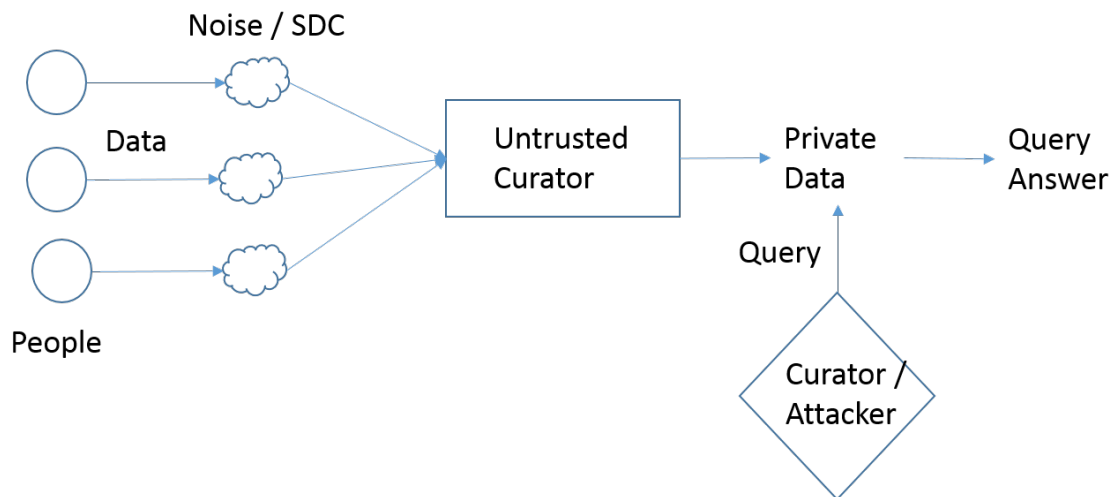 Noise / SDC
Data
People
Untrusted
Curator
Private
Data
Query
Answer
Query
Curator /
Attacker